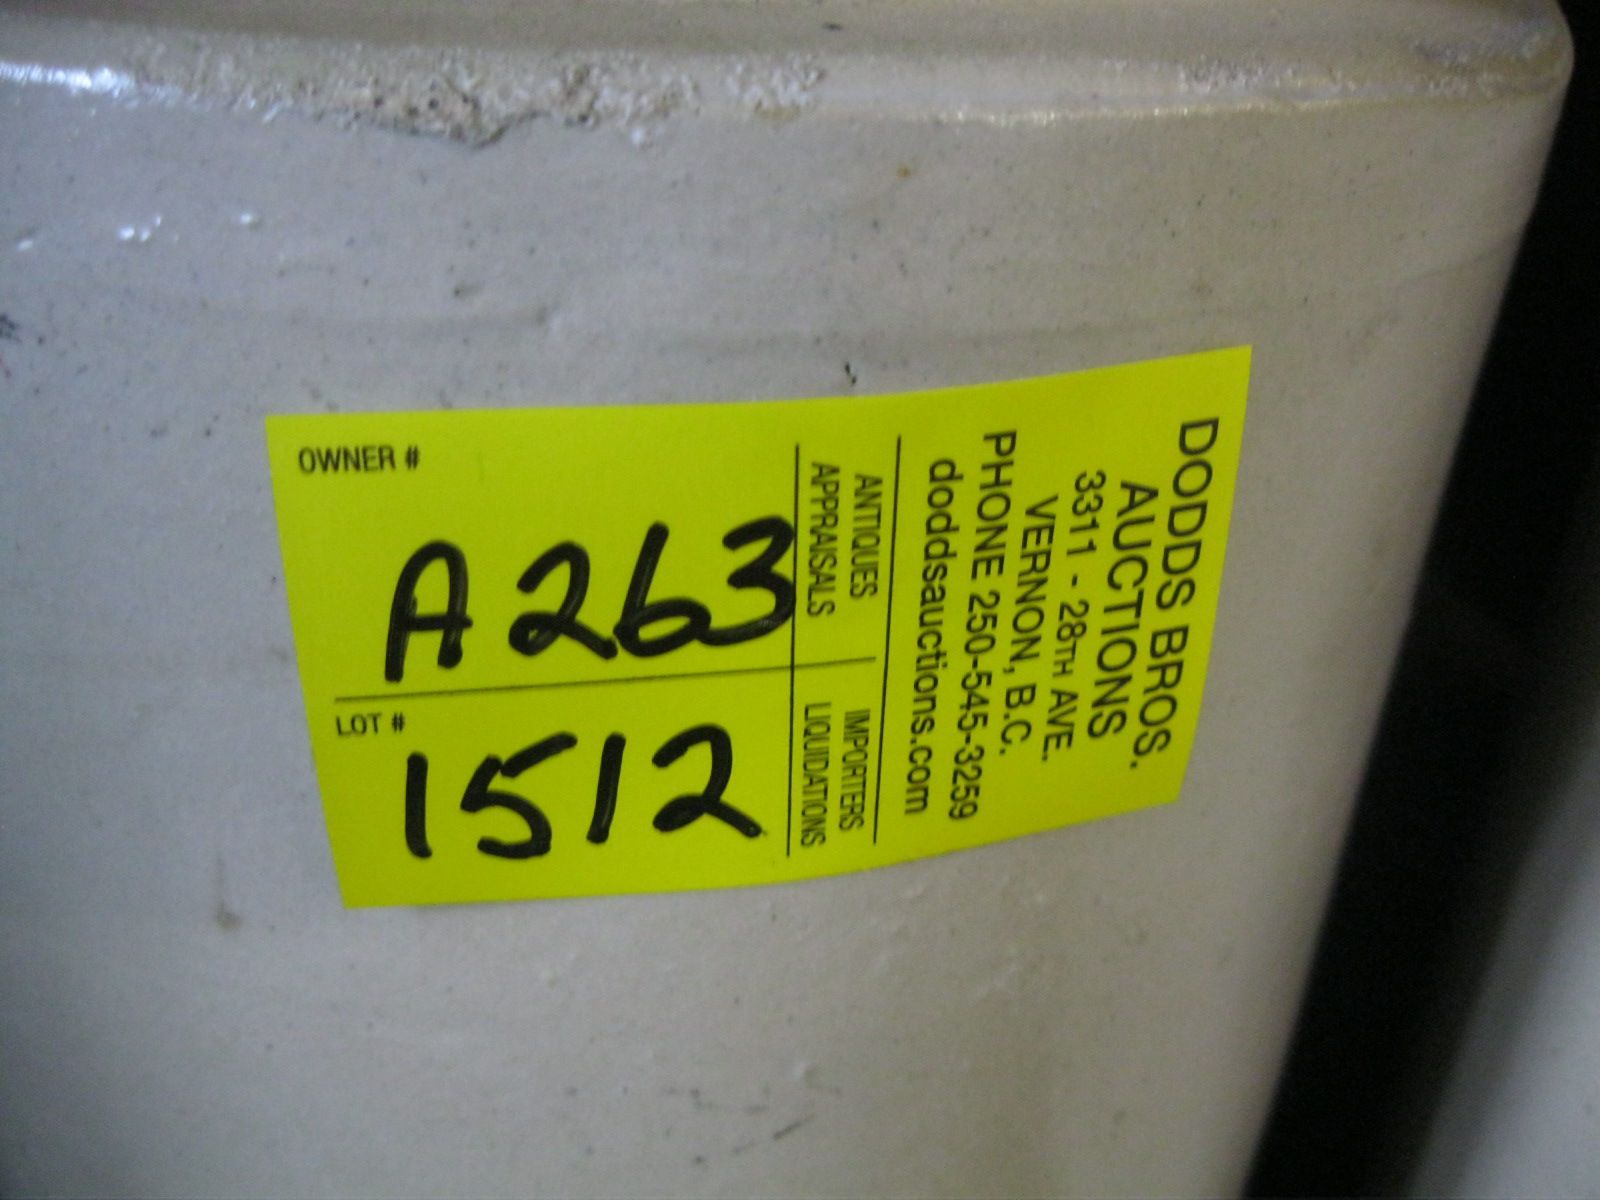 DODDS BROS.
AUCTIONS
3311 - 28TH AVE.
VERNON, B.C.
PHONE 250-545-3259
doddsauctions.com
ANTIQUES IMPORTERS
APPRAISALS LIQUIDATIONS
OWNER #
A263
LOT #
1512